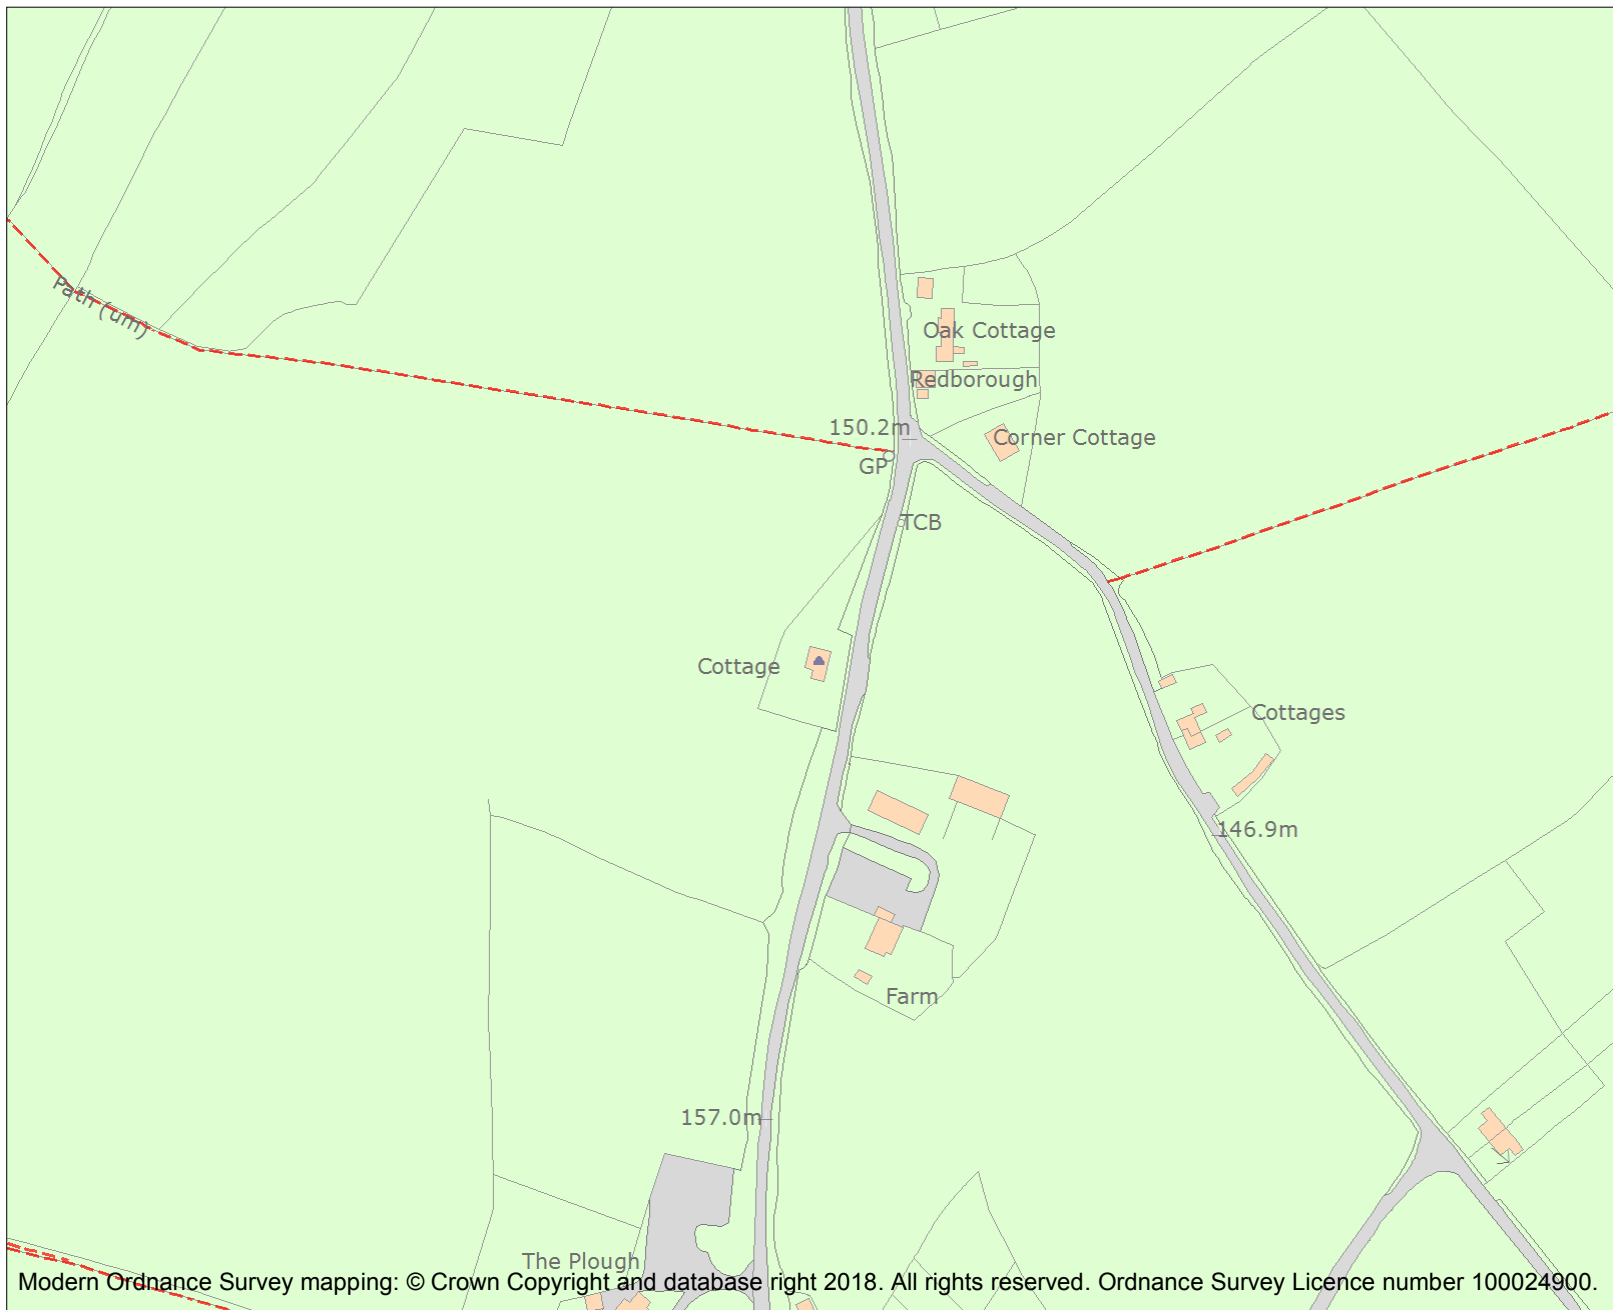 Path (um)
Oak Cottage
Redborough
150.2m
Corner Cottage
GP
TCB
Cottage
Cottages
146.9m
Farm
157.0m
The Plough
Modern Ordnance Survey mapping: © Crown Copyright and database right 2018. All rights reserved. Ordnance Survey Licence number 100024900.